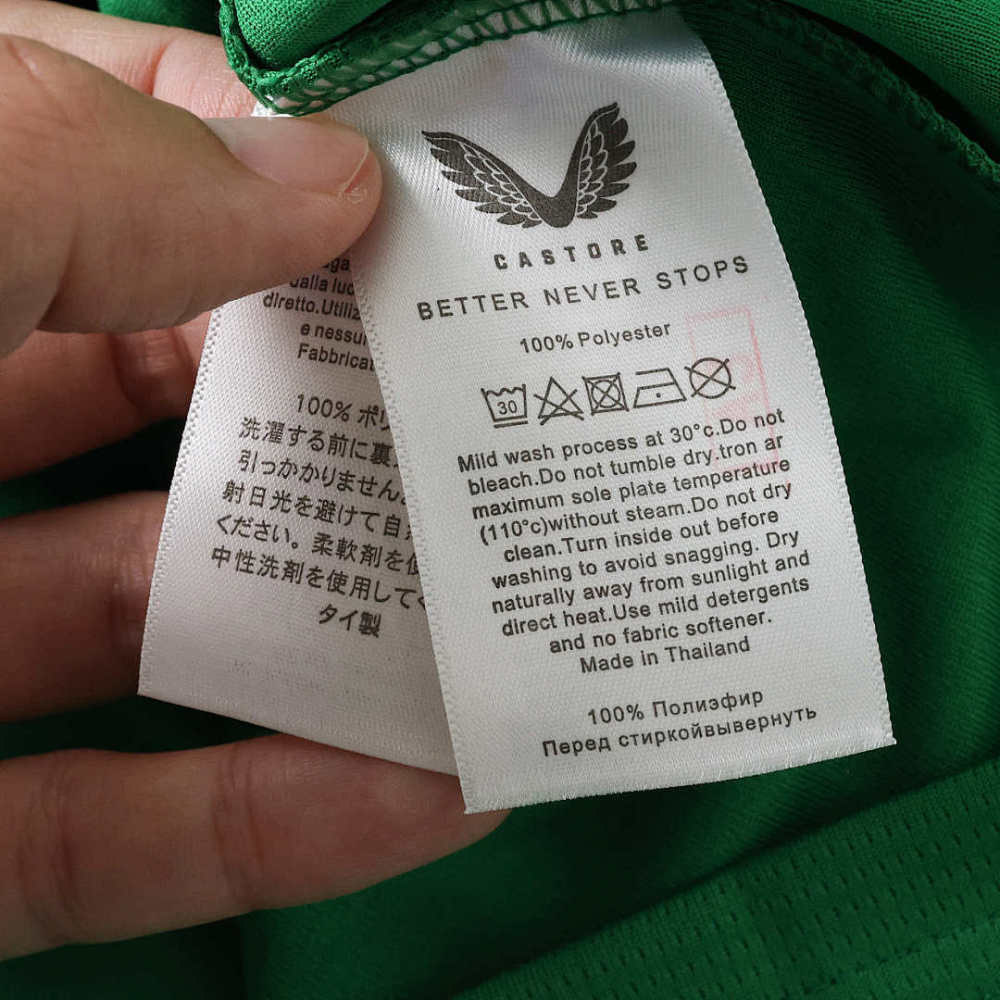 CASTORE
BETTER NEVER STOPS
100% Polyester
30
Mild wash process at 30°c.Do not
bleach.Do not tumble dry.tron ar
maximum sole plate temperature
(110°c)without steam.Do not dry
clean.Turn inside out before
washing to avoid snagging. Dry
naturally away from sunlight and
direct heat.Use mild detergents
and no fabric softener.
Made in Thailand
100% Полиэфир
Перед стиркойвывернуть
dalla luc
diretto.Utiliz
e nessun
Fabbricat
100% ポリ
洗濯する前に裏
引っかかりません。
射日光を避けて自然
ください。柔軟剤を使
中性洗剤を使用してく
タイ製